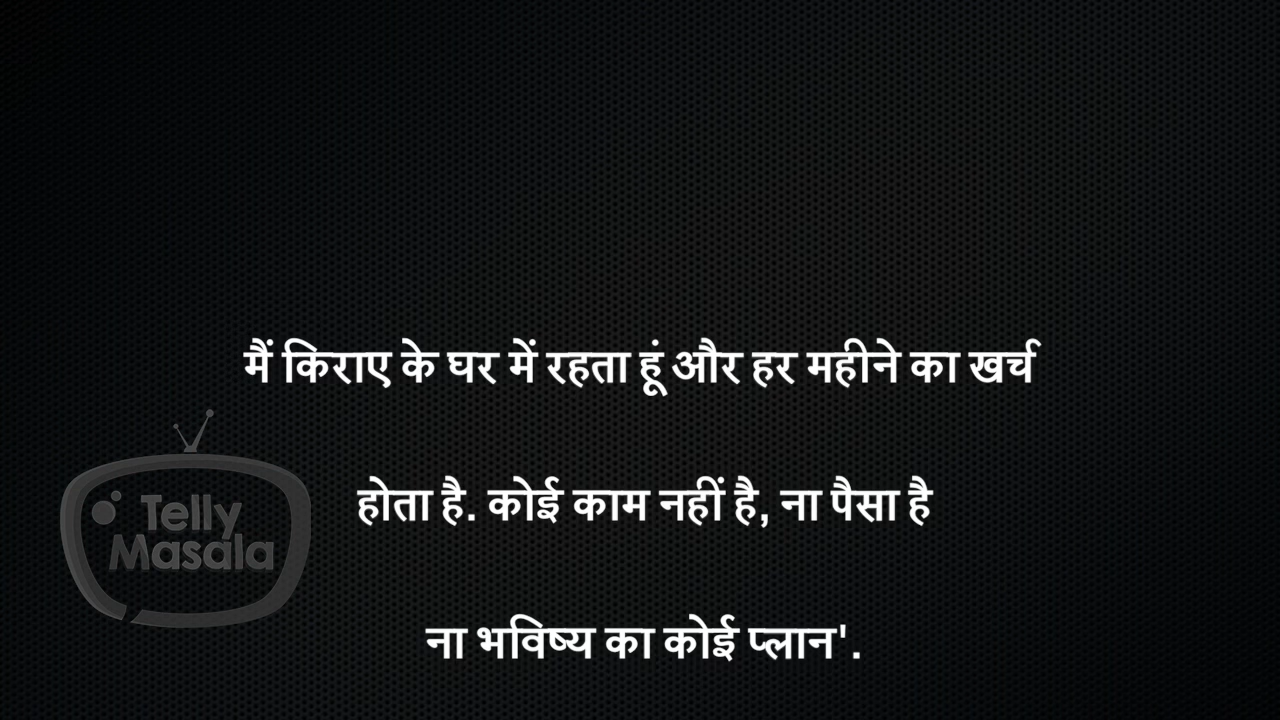 मैं किराए के घर में रहता हूं और हर महीने का खर्च
होता है. कोई काम नहीं है, ना पैसा है
ना भविष्य का कोई प्लान'.
Telly
Masala